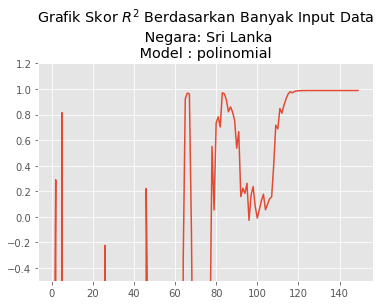 Grafik Skor R² Berdasarkan Banyak Input Data
Negara: Sri Lanka
Model : polinomial
1.2
1.0
0.8
0.6
0.4
0.2
0.0
−0.2
−0.4
0 20 40 60 80 100 120 140